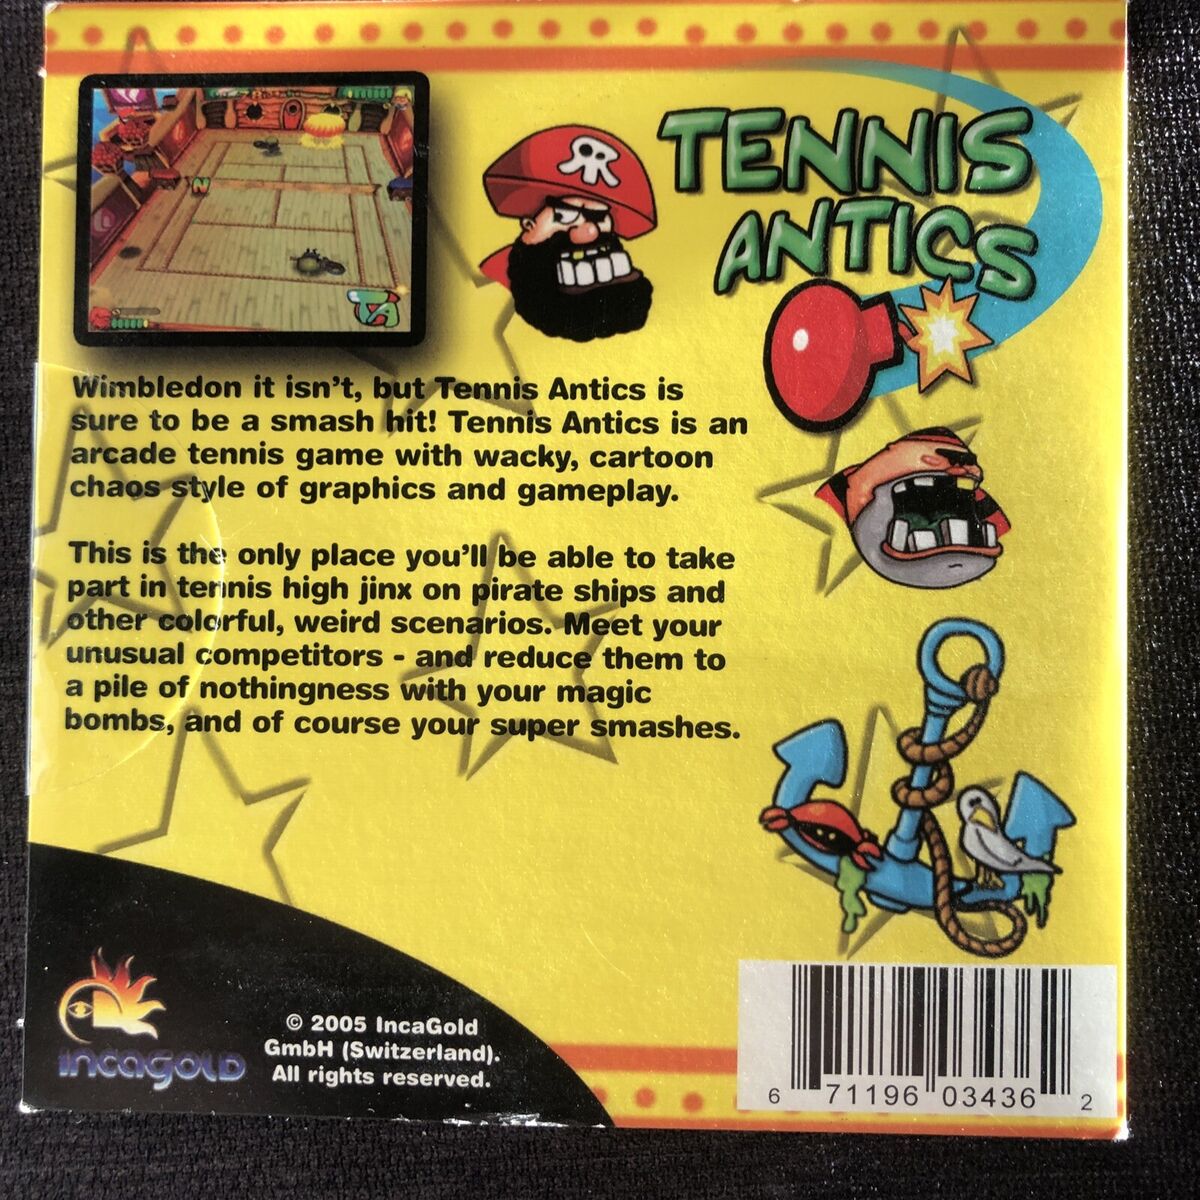 TENNIS
ANTICS
N
TA
Wimbledon it isn't, but Tennis Antics is
sure to be a smash hit! Tennis Antics is an
arcade tennis game with wacky, cartoon
chaos style of graphics and gameplay.
This is the only place you'll be able to take
part in tennis high jinx on pirate ships and
other colorful, weird scenarios. Meet your
unusual competitors - and reduce them to
a pile of nothingness with your magic
bombs, and of course your super smashes.
INCAGOLD
© 2005 IncaGold
GmbH (Switzerland).
All rights reserved.
6 71196 03436 2